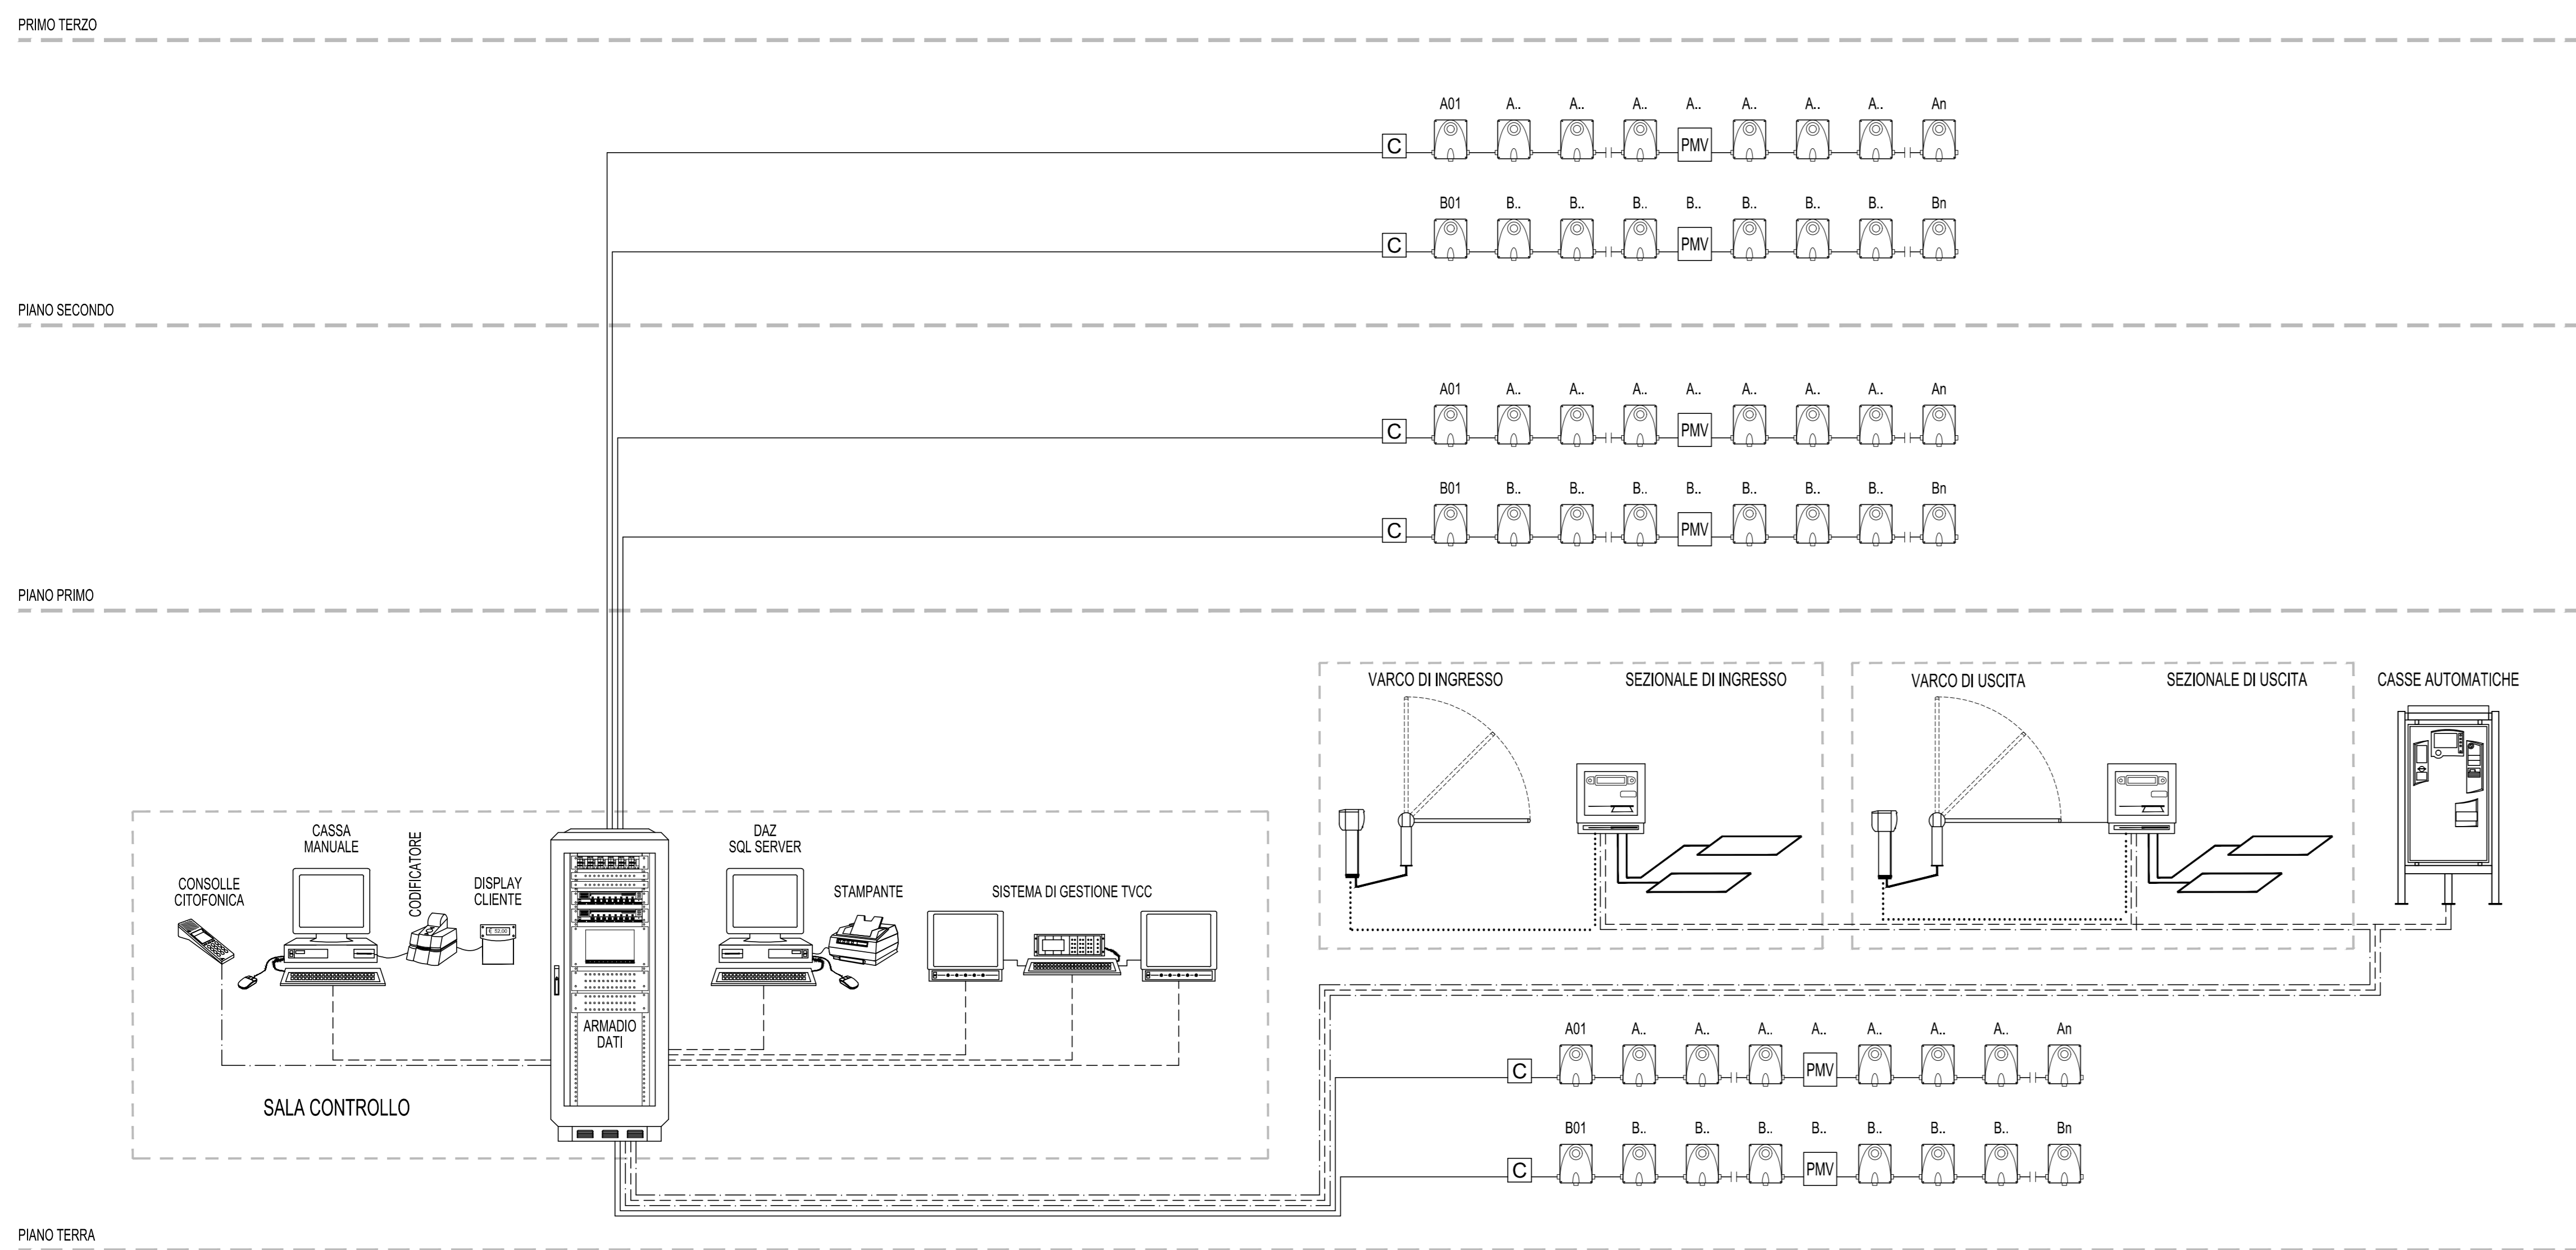 PRIMO TERZO
A01 A.. A.. A.. A.. A.. A.. A.. An
C PMV
B01 B.. B.. B.. B.. B.. B.. B.. Bn
C PMV
PIANO SECONDO
A01 A.. A.. A.. A.. A.. A.. A.. An
C PMV
B01 B.. B.. B.. B.. B.. B.. B.. Bn
C PMV
PIANO PRIMO
VARCO DI INGRESSO
SEZIONALE DI INGRESSO
VARCO DI USCITA
SEZIONALE DI USCITA
CASSE AUTOMATICHE
CONSOLLE
CITOFONICA
CASSA
MANUALE
CODIFICATORE
DISPLAY
CLIENTE
£ 52,00
ARMADIO
DATI
DAZ
SQL SERVER
STAMPANTE
SISTEMA DI GESTIONE TVCC
SALA CONTROLLO
A01 A.. A.. A.. A.. A.. A.. A.. An
C PMV
B01 B.. B.. B.. B.. B.. B.. B.. Bn
C PMV
PIANO TERRA